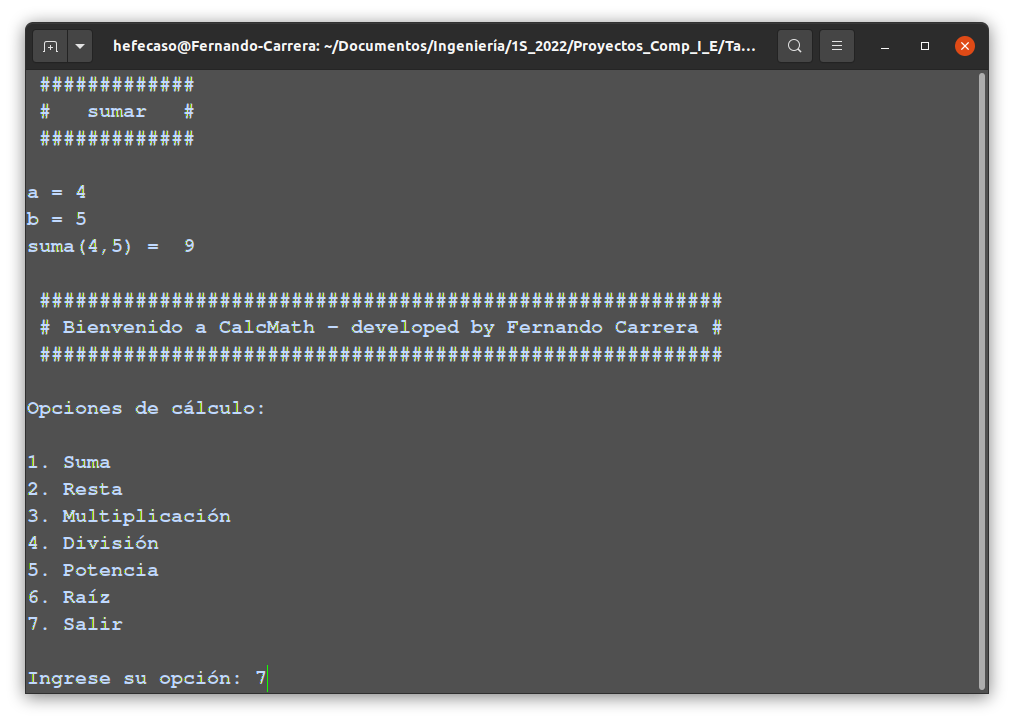 hefecaso@Fernando-Carrera: ~/Documentos/Ingeniería/1S_2022/Proyectos_Comp_I_E/Ta...
#############
#   sumar   #
#############
a = 4
b = 5
suma(4,5) =  9
#########################################################
# Bienvenido a CalcMath - developed by Fernando Carrera #
#########################################################
Opciones de cálculo:
1. Suma
2. Resta
3. Multiplicación
4. División
5. Potencia
6. Raíz
7. Salir
Ingrese su opción: 7